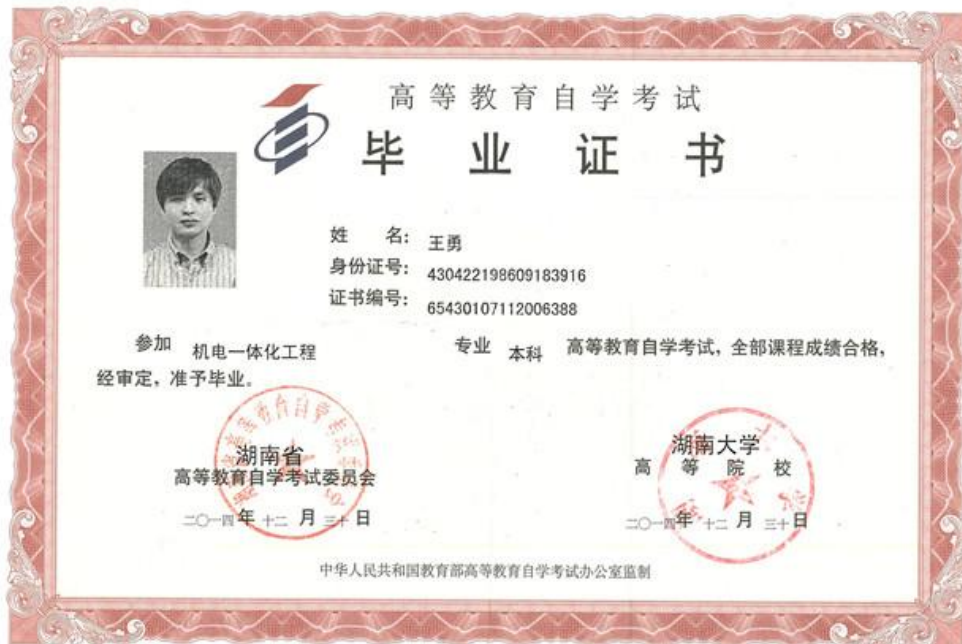 高等教育自学考试
毕业证书
姓 名： 王勇
身份证号： 430422198609183916
证书编号： 65430107112006388
参加 机电一体化工程 专业 本科 高等教育自学考试，全部课程成绩合格，
经审定，准予毕业。
湖南省
高等教育自学考试委员会
二〇一四年 十二 月 三十 日
湖南大学
高 等 院 校
二〇一四年 十二 月 三十 日
中华人民共和国教育部高等教育自学考试办公室监制